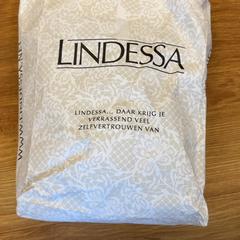 LINDESSA
LINDESSA... DAAR KRIJG JE
VERRASSEND VEEL
ZELFVERTROUWEN VAN